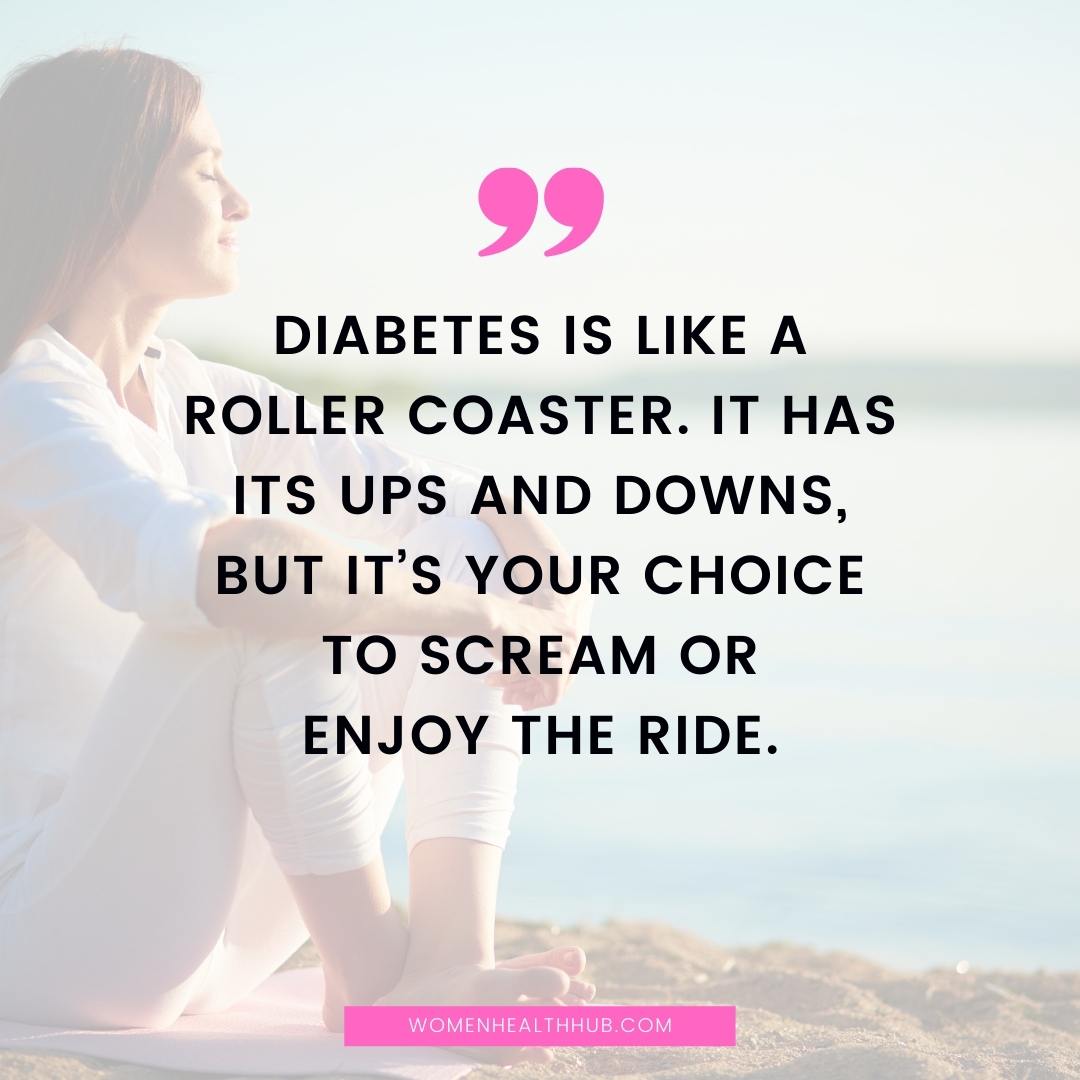 ”
DIABETES IS LIKE A
ROLLER COASTER. IT HAS
ITS UPS AND DOWNS,
BUT IT’S YOUR CHOICE
TO SCREAM OR
ENJOY THE RIDE.
WOMENHEALTHHUB.COM